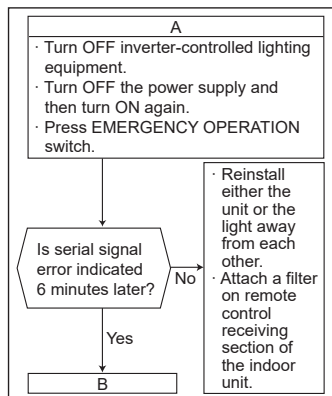 A
· Turn OFF inverter-controlled lighting
equipment.
· Turn OFF the power supply and
then turn ON again.
· Press EMERGENCY OPERATION
switch.
Is serial signal
error indicated
6 minutes later?
No
· Reinstall
either the
unit or the
light away
from each
other.
· Attach a filter
on remote
control
receiving
section of
the indoor
unit.
Yes
B